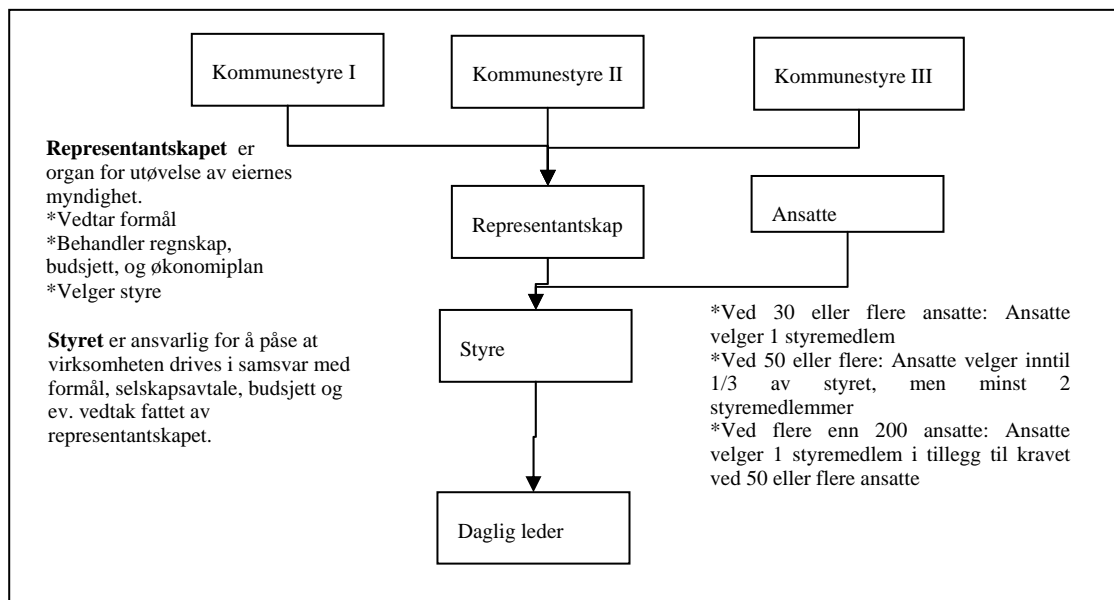 Kommunestyre I
Kommunestyre II
Kommunestyre III
Representantskapet er
organ for utøvelse av eiernes
myndighet.
*Vedtar formål
*Behandler regnskap,
budsjett, og økonomiplan
*Velger styre
Representantskap
Ansatte
Styret er ansvarlig for å påse at
virksomheten drives i samsvar med
formål, selskapsavtale, budsjett og
ev. vedtak fattet av
representantskapet.
Styre
*Ved 30 eller flere ansatte: Ansatte
velger 1 styremedlem
*Ved 50 eller flere: Ansatte velger inntil
1/3 av styret, men minst 2
styremedlemmer
*Ved flere enn 200 ansatte: Ansatte
velger 1 styremedlem i tillegg til kravet
ved 50 eller flere ansatte
Daglig leder